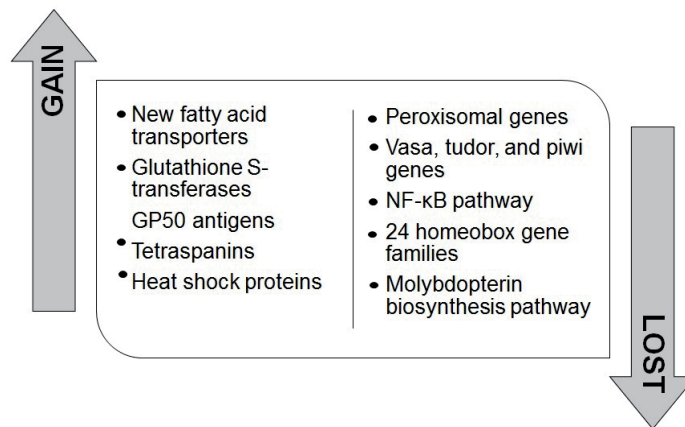 GAIN
• New fatty acid
transporters
• Glutathione S-
transferases
GP50 antigens
• Tetraspanins
• Heat shock proteins
• Peroxisomal genes
• Vasa, tudor, and piwi
genes
• NF-κB pathway
• 24 homeobox gene
families
• Molybdopterin
biosynthesis pathway
LOST